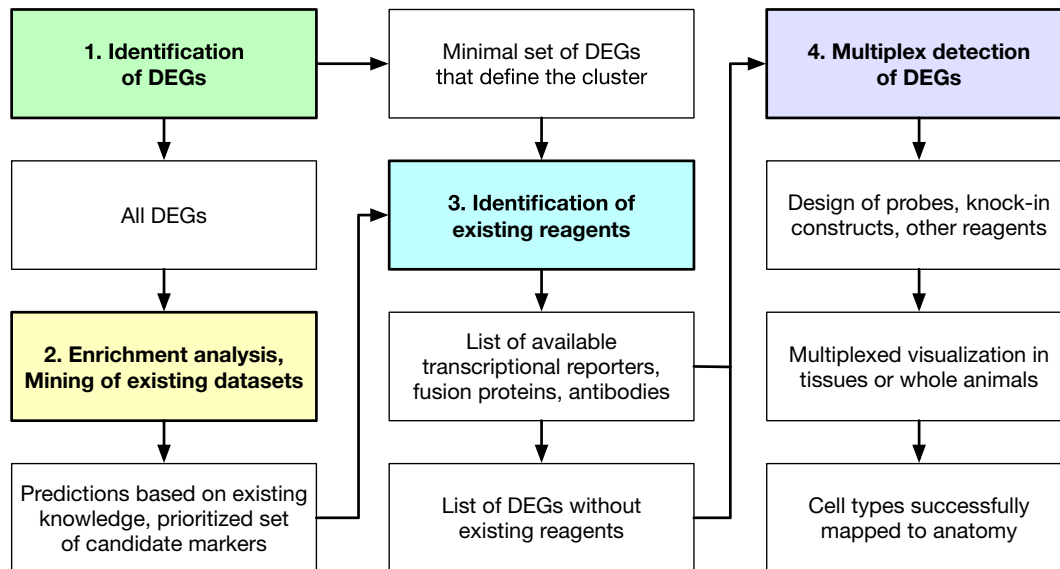 1. Identification
of DEGs
All DEGs
2. Enrichment analysis,
Mining of existing datasets
Predictions based on existing
knowledge, prioritized set
of candidate markers
Minimal set of DEGs
that define the cluster
3. Identification of
existing reagents
List of available
transcriptional reporters,
fusion proteins, antibodies
List of DEGs without
existing reagents
4. Multiplex detection
of DEGs
Design of probes, knock-in
constructs, other reagents
Multiplexed visualization in
tissues or whole animals
Cell types successfully
mapped to anatomy